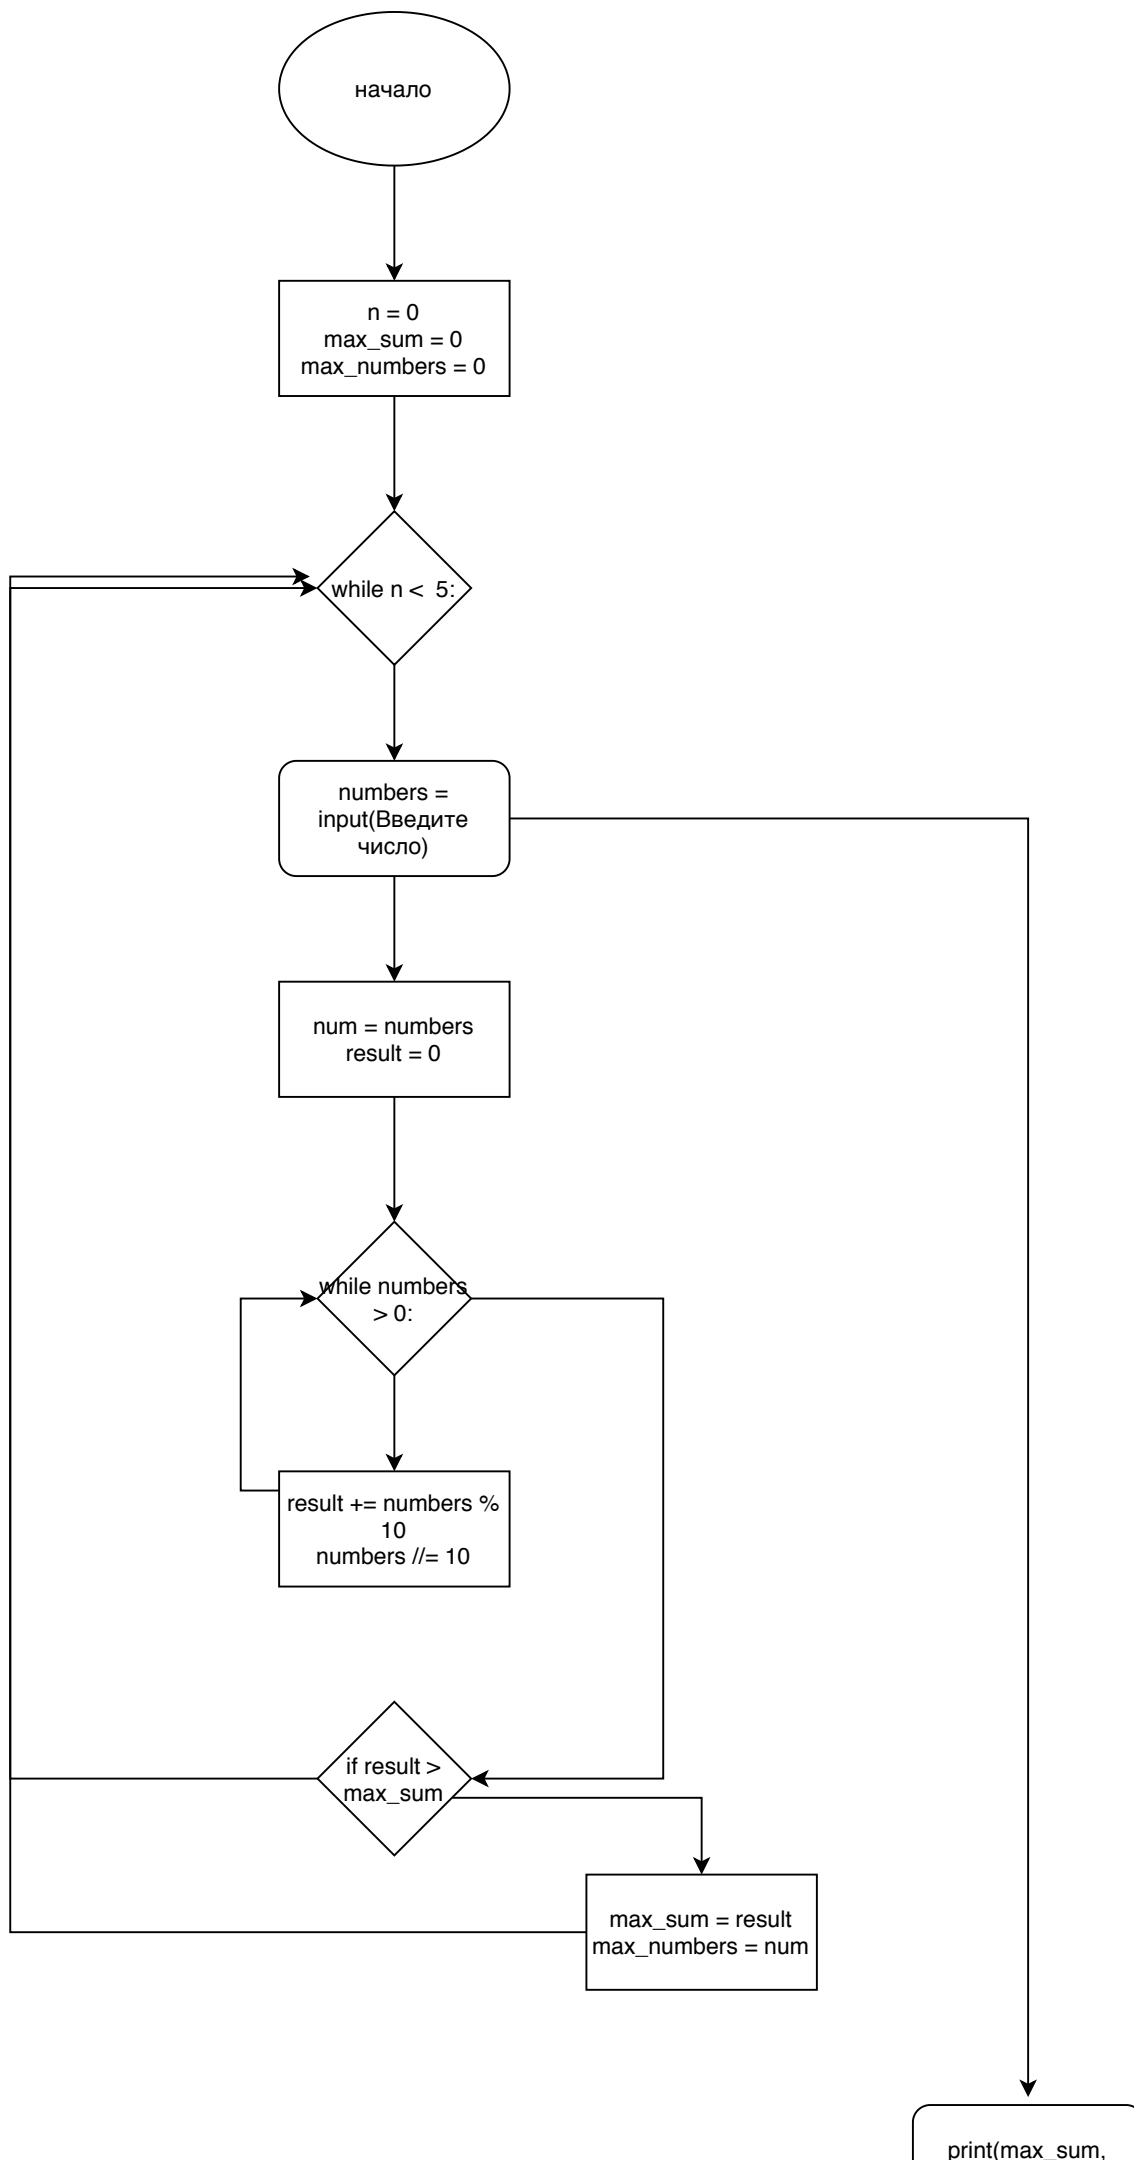 начало
n = 0
max_sum = 0
max_numbers = 0
while n <  5:
numbers =
input(Введите
число)
num = numbers
result = 0
while numbers
> 0:
result += numbers %
10
numbers //= 10
if result >
max_sum
max_sum = result
max_numbers = num
print(max_sum,